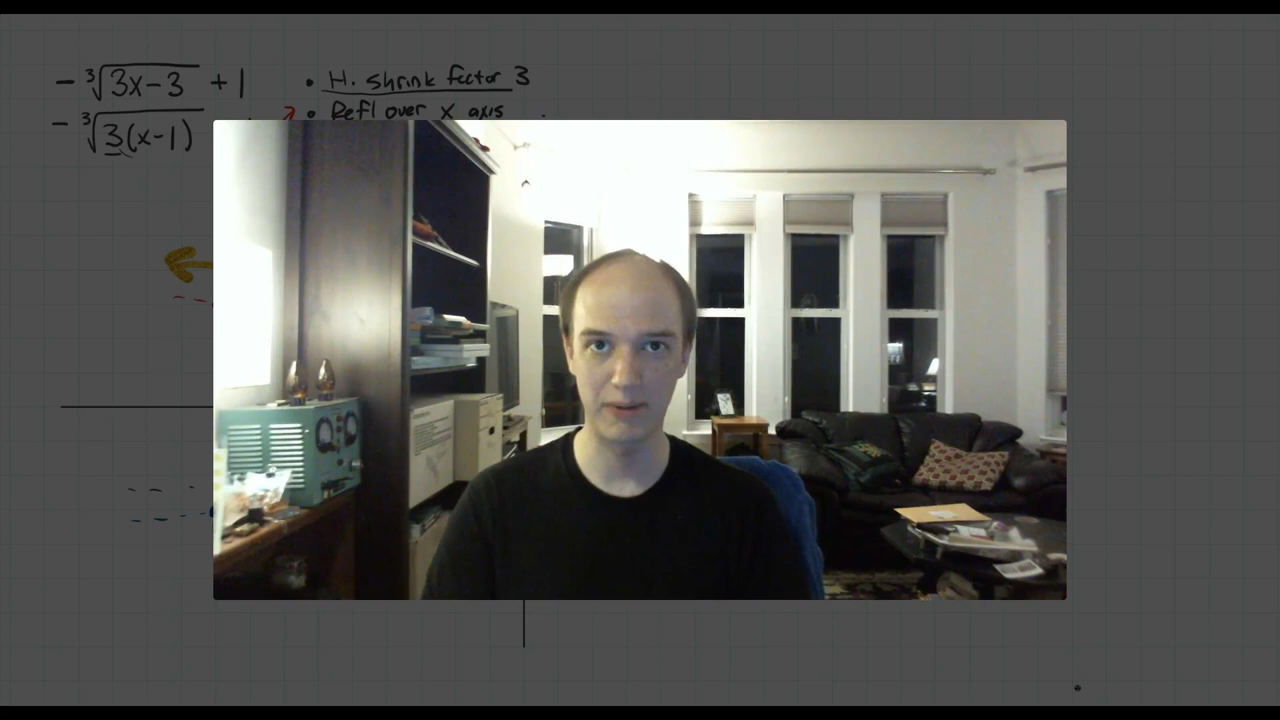 - ∛(3x-3) + 1
- ∛(3(x-1))
• H. shrink factor 3
• Refl over x axis